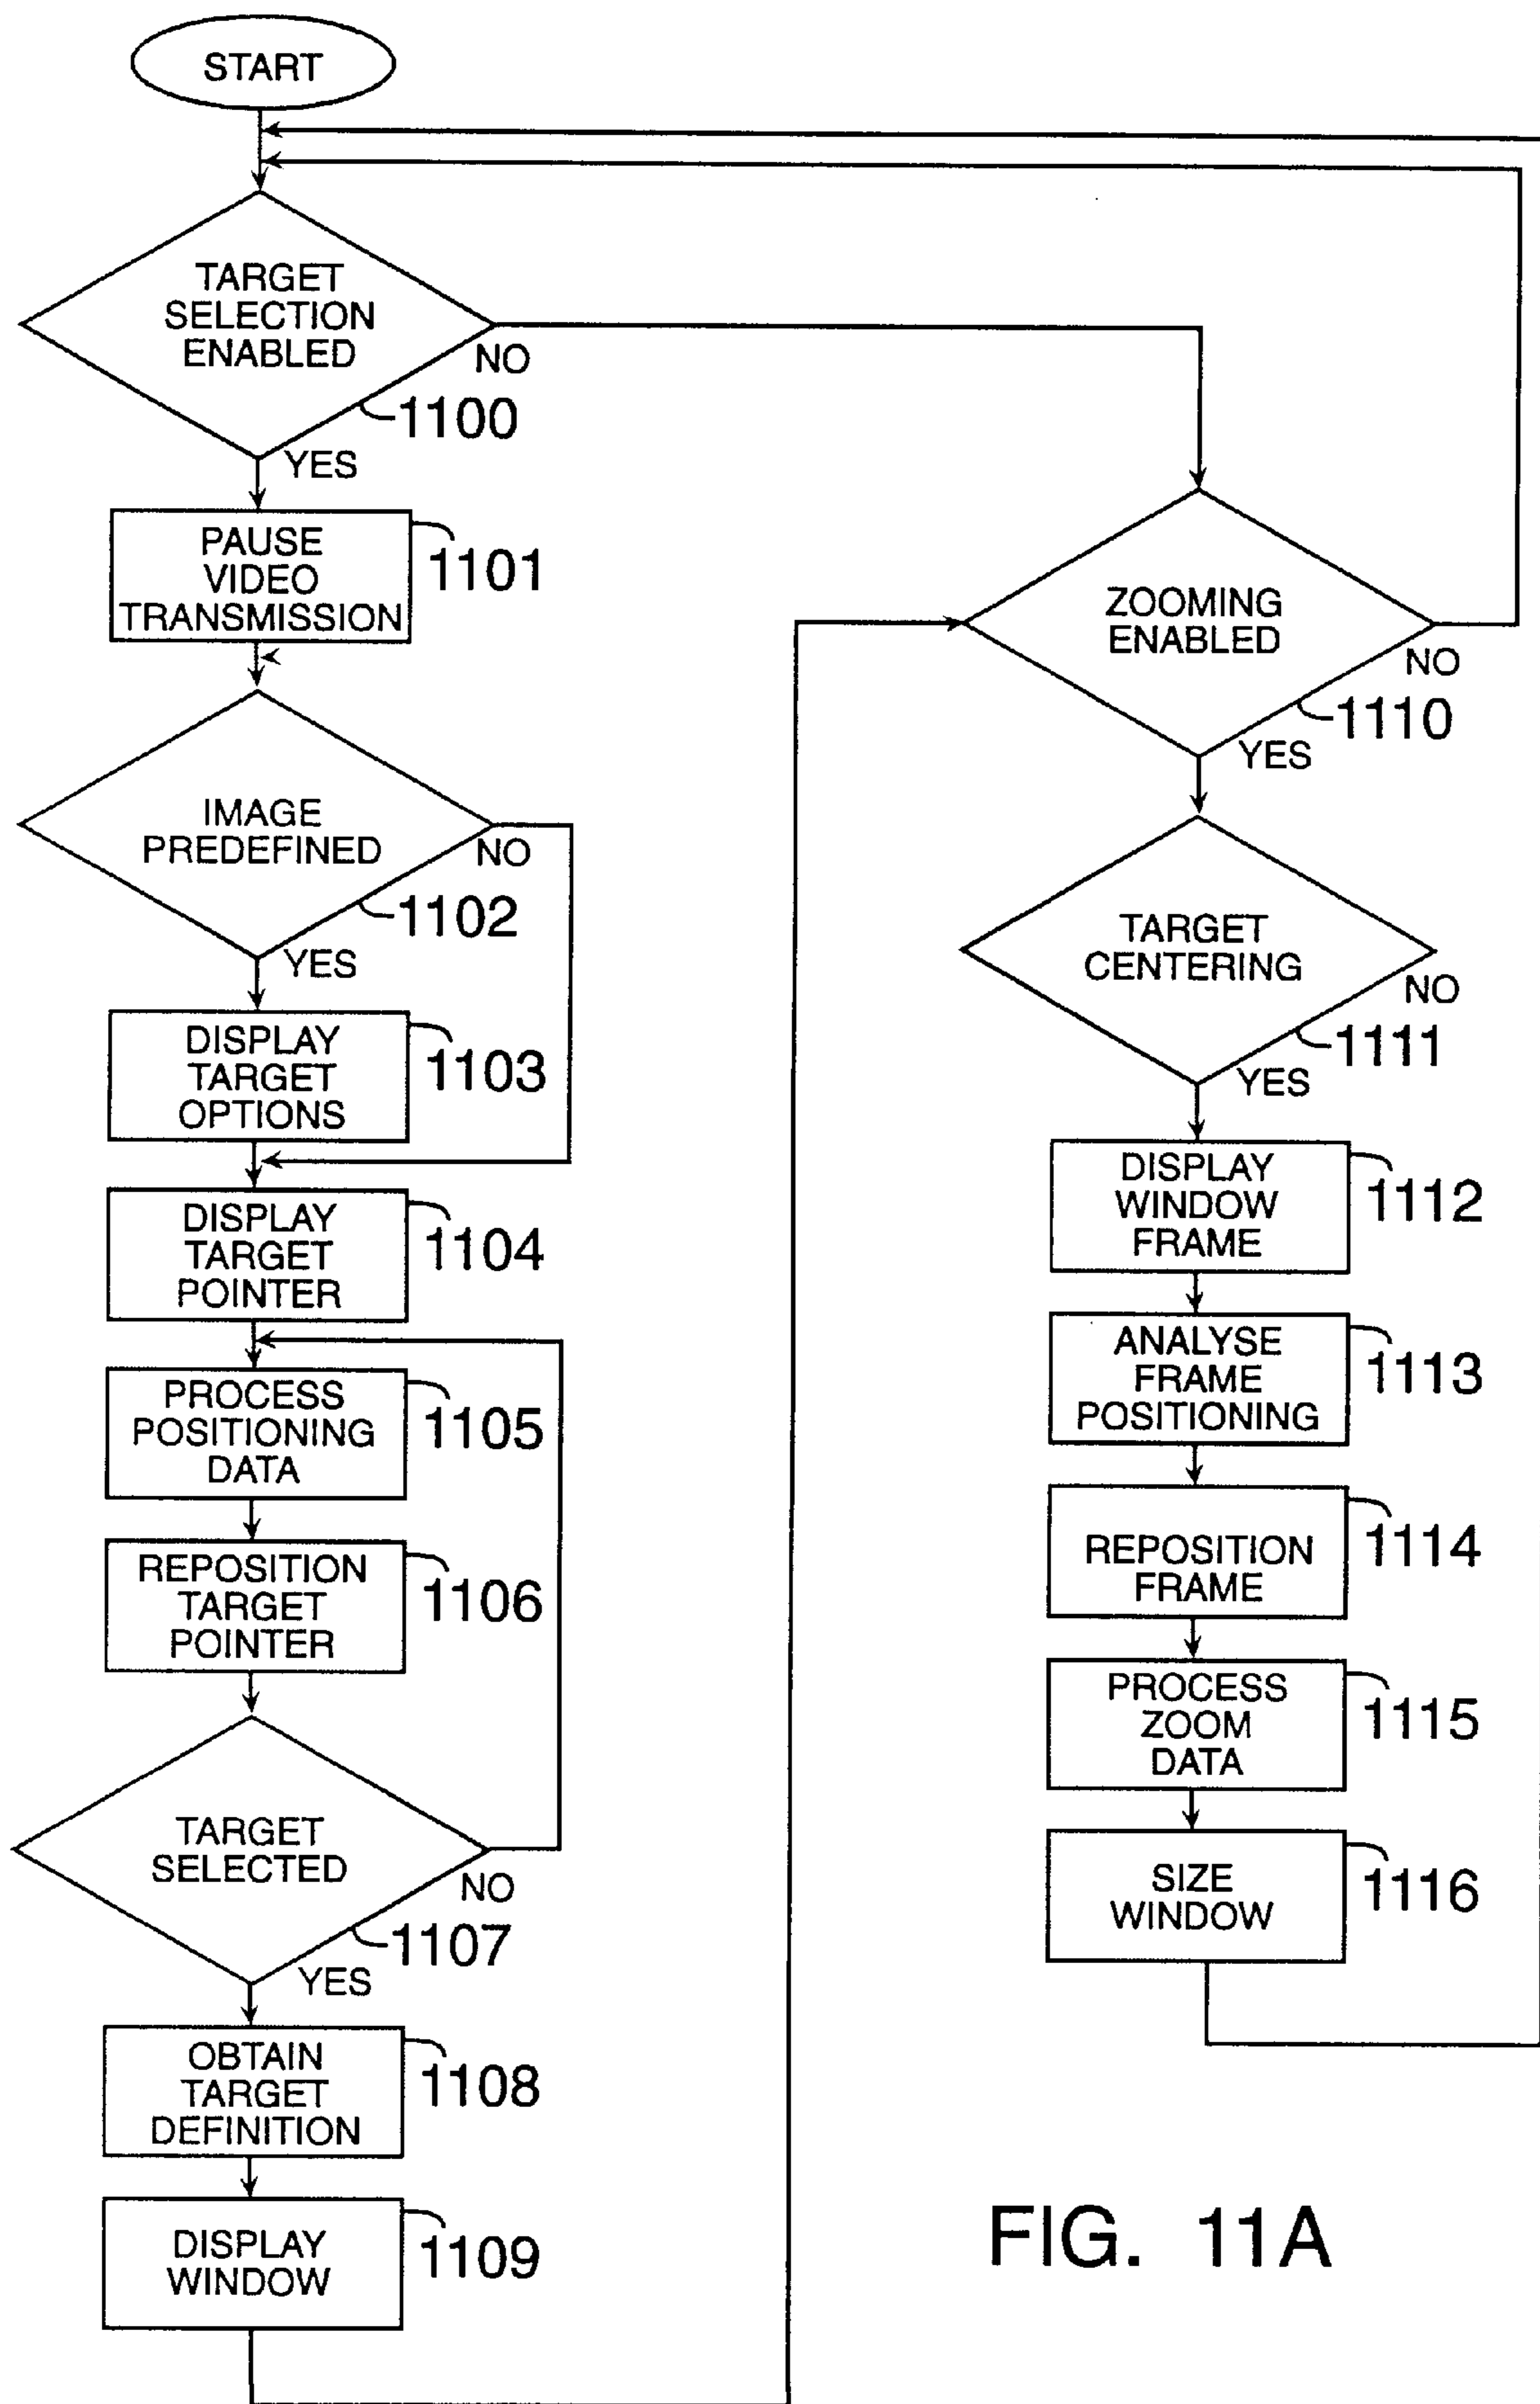 START
TARGET
SELECTION
ENABLED
NO
1100
YES
PAUSE
VIDEO
TRANSMISSION
1101
IMAGE
PREDEFINED
NO
1102
YES
DISPLAY
TARGET
OPTIONS
1103
DISPLAY
TARGET
POINTER
1104
PROCESS
POSITIONING
DATA
1105
REPOSITION
TARGET
POINTER
1106
TARGET
SELECTED
NO
1107
YES
OBTAIN
TARGET
DEFINITION
1108
DISPLAY
WINDOW
1109
ZOOMING
ENABLED
NO
1110
YES
TARGET
CENTERING
NO
1111
YES
DISPLAY
WINDOW
FRAME
1112
ANALYSE
FRAME
POSITIONING
1113
REPOSITION
FRAME
1114
PROCESS
ZOOM
DATA
1115
SIZE
WINDOW
1116
FIG. 11A